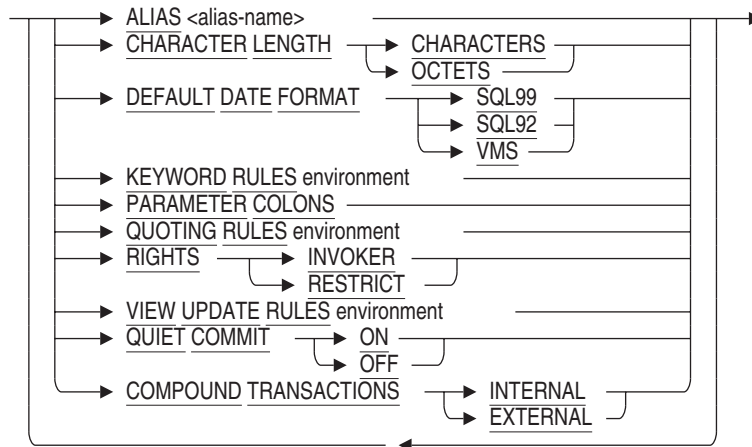 ALIAS <alias-name>
CHARACTER LENGTH CHARACTERS
OCTETS
DEFAULT DATE FORMAT SQL99
SQL92
VMS
KEYWORD RULES environment
PARAMETER COLONS
QUOTING RULES environment
RIGHTS INVOKER
RESTRICT
VIEW UPDATE RULES environment
QUIET COMMIT ON
OFF
COMPOUND TRANSACTIONS INTERNAL
EXTERNAL